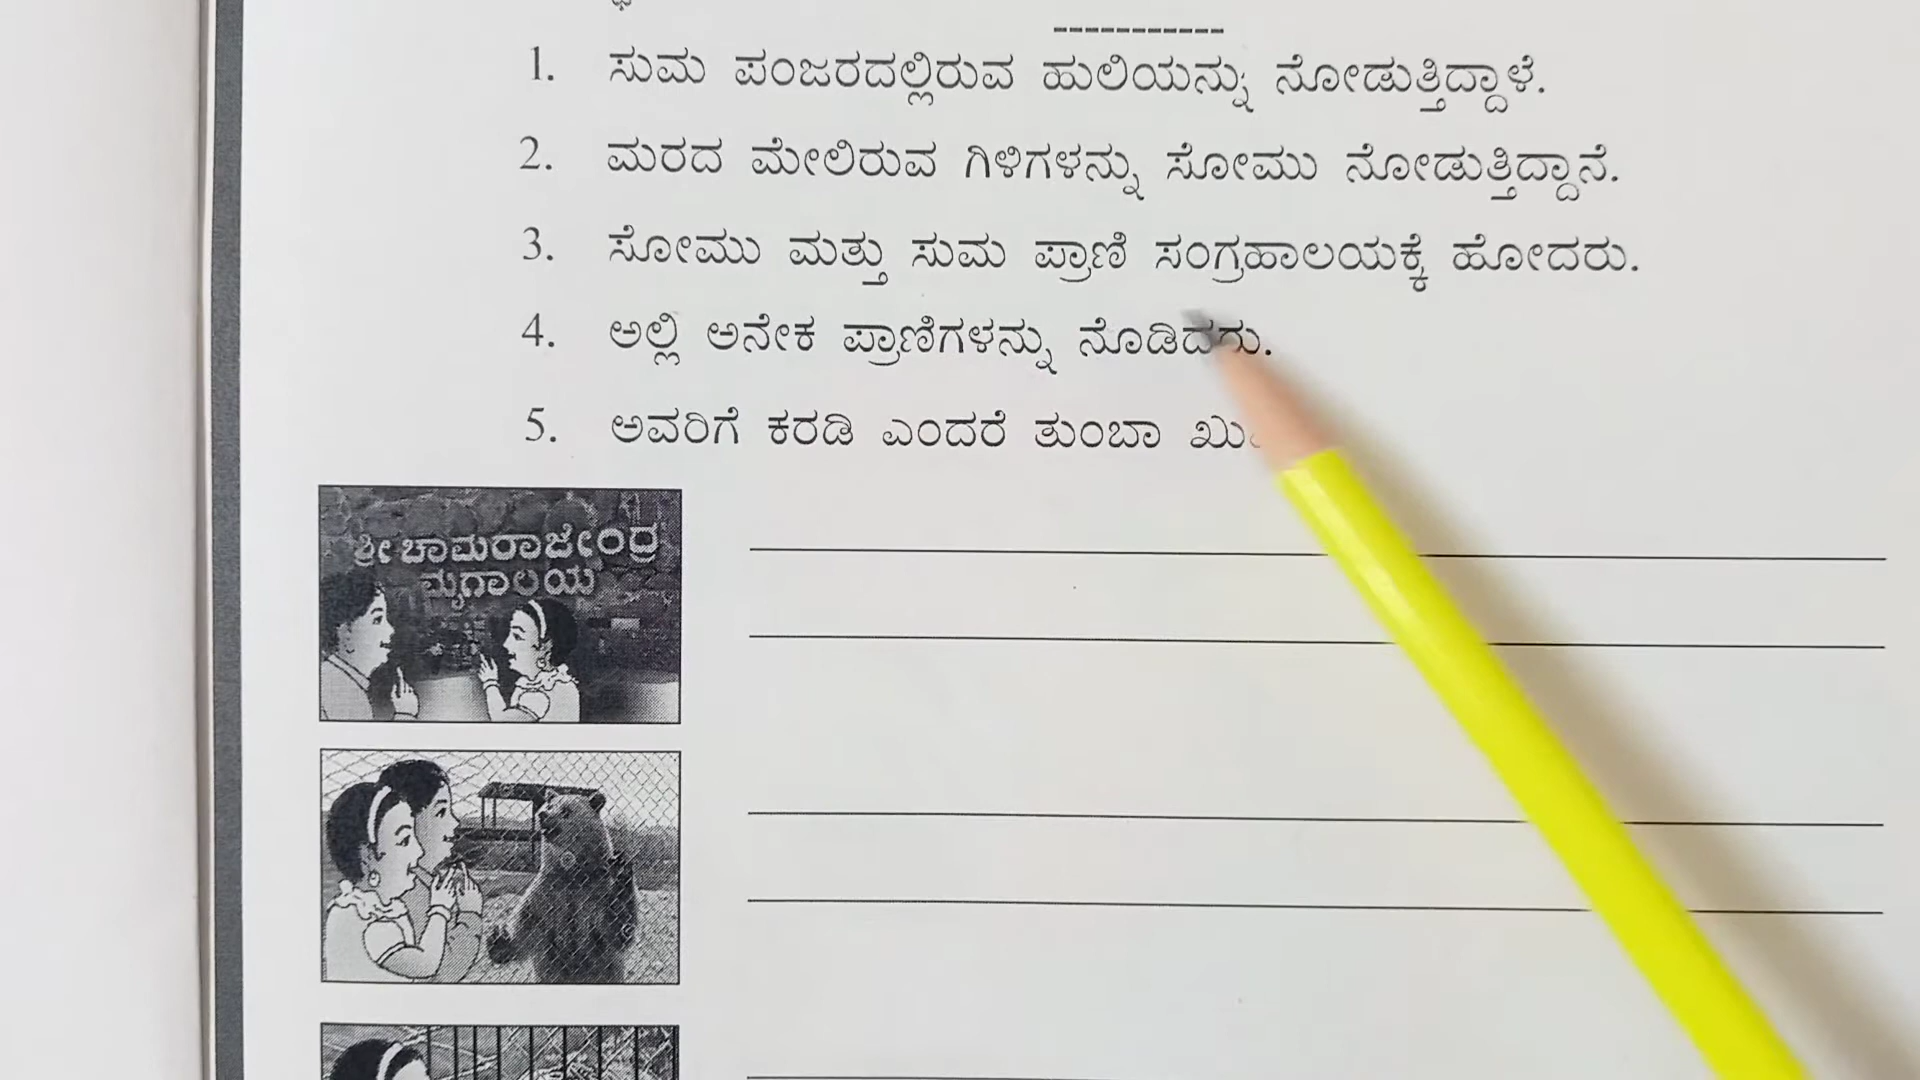 1. ಸುಮ ಪಂಜರದಲ್ಲಿರುವ ಹುಲಿಯನ್ನು ನೋಡುತ್ತಿದ್ದಾಳೆ.
2. ಮರದ ಮೇಲಿರುವ ಗಿಳಿಗಳನ್ನು ಸೋಮು ನೋಡುತ್ತಿದ್ದಾನೆ.
3. ಸೋಮು ಮತ್ತು ಸುಮ ಪ್ರಾಣಿ ಸಂಗ್ರಹಾಲಯಕ್ಕೆ ಹೋದರು.
4. ಅಲ್ಲಿ ಅನೇಕ ಪ್ರಾಣಿಗಳನ್ನು ನೊಡಿದರು.
5. ಅವರಿಗೆ ಕರಡಿ ಎಂದರೆ ತುಂಬಾ
ಶ್ರೀ ಚಾಮರಾಜೇಂದ್ರ
ಮೃಗಾಲಯ